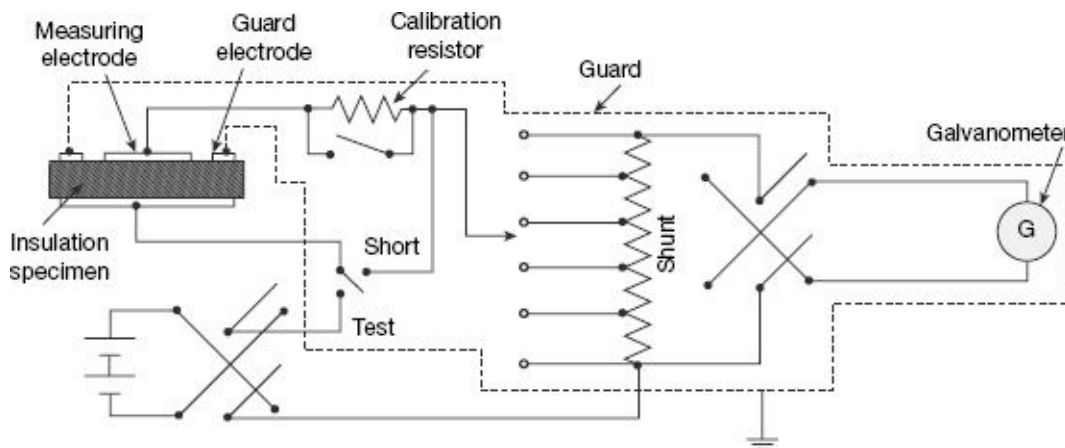 Measuring
electrode
Guard
electrode
Calibration
resistor
Guard
Galvanometer
Insulation
specimen
Short
Test
Shunt
G